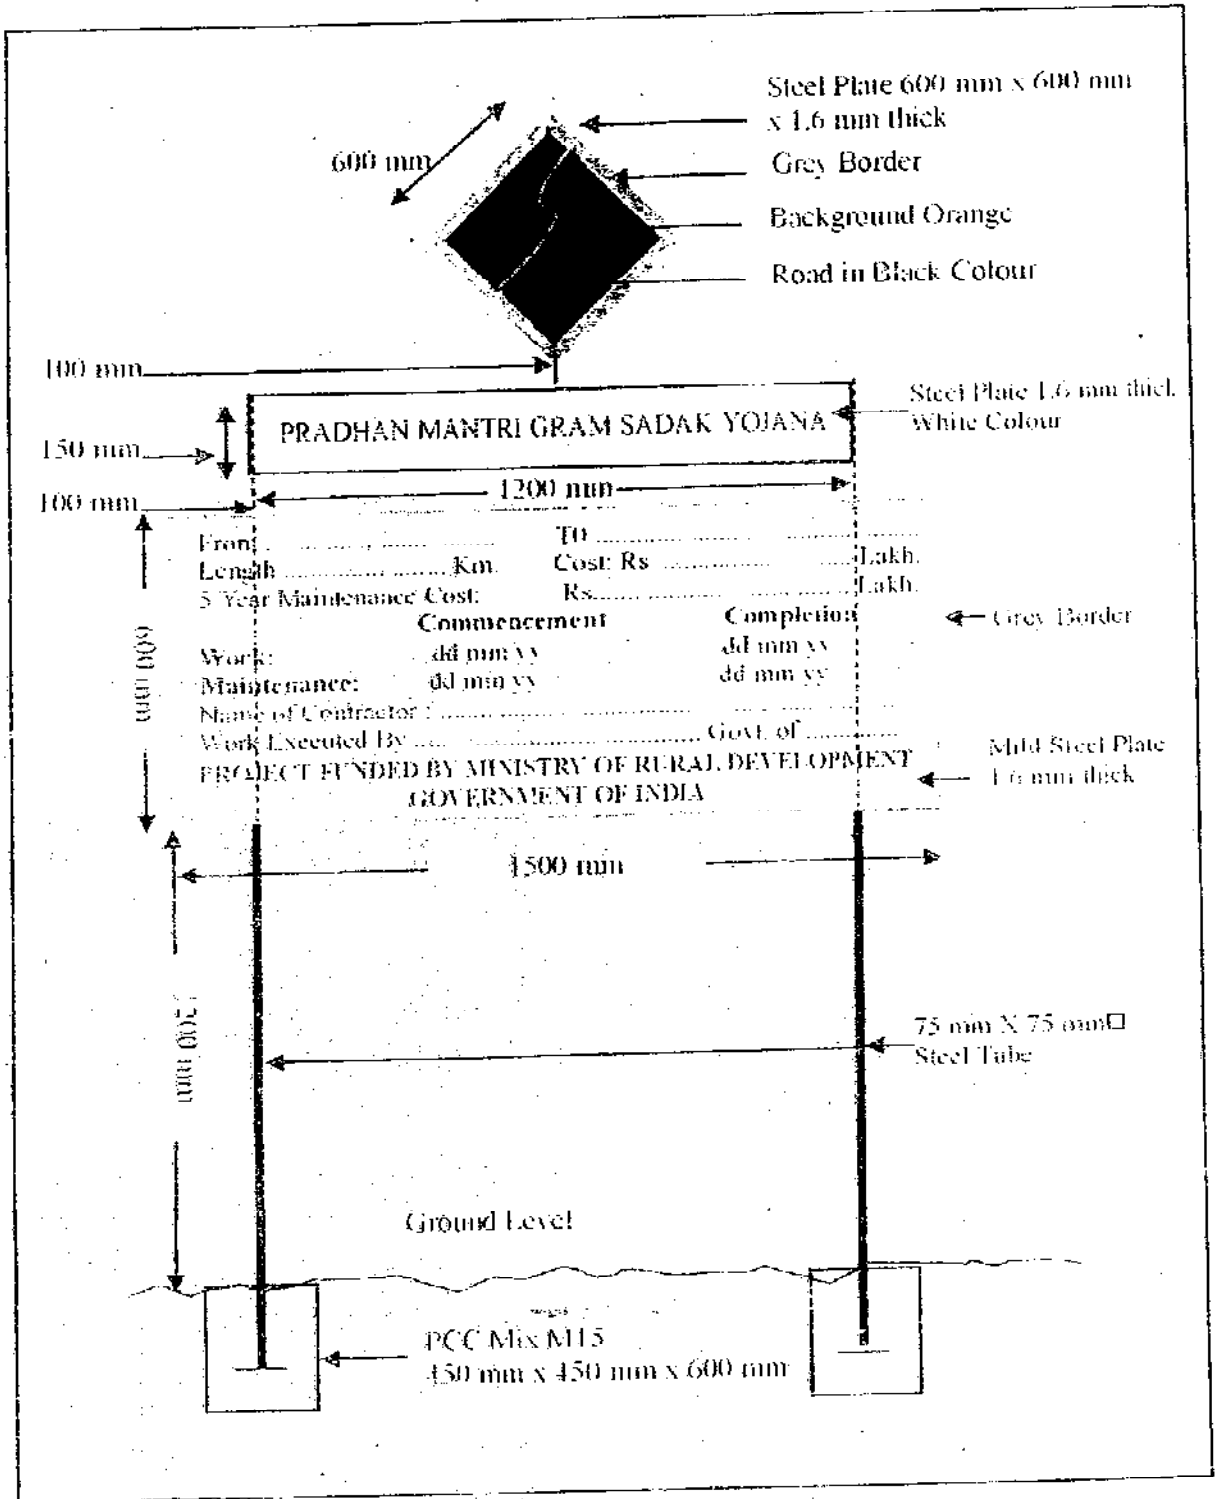 Steel Plate 600 mm x 600 mm
x 1.6 mm thick
600 mm
Grey Border
Background Orange
Road in Black Colour
100 mm
Steel Plate 1.6 mm thick
White Colour
PRADHAN MANTRI GRAM SADAK YOJANA
150 mm
100 mm
1200 mm
From ........................ To ........................
Length ........................ Km. Cost: Rs ........................ Lakh.
5 Year Maintenance Cost: Rs ........................ Lakh.
Commencement Completion
Grey Border
Work: dd mm yy dd mm yy
Maintenance: dd mm yy dd mm yy
Name of Contractor : ........................
Work Executed By ........................ Govt. of ............
PROJECT FUNDED BY MINISTRY OF RURAL DEVELOPMENT
GOVERNMENT OF INDIA
Mild Steel Plate
1.6 mm thick
mm
1500 mm
1200 mm
75 mm X 75 mm□
Steel Tube
Ground Level
PCC Mix M15
450 mm x 450 mm x 600 mm